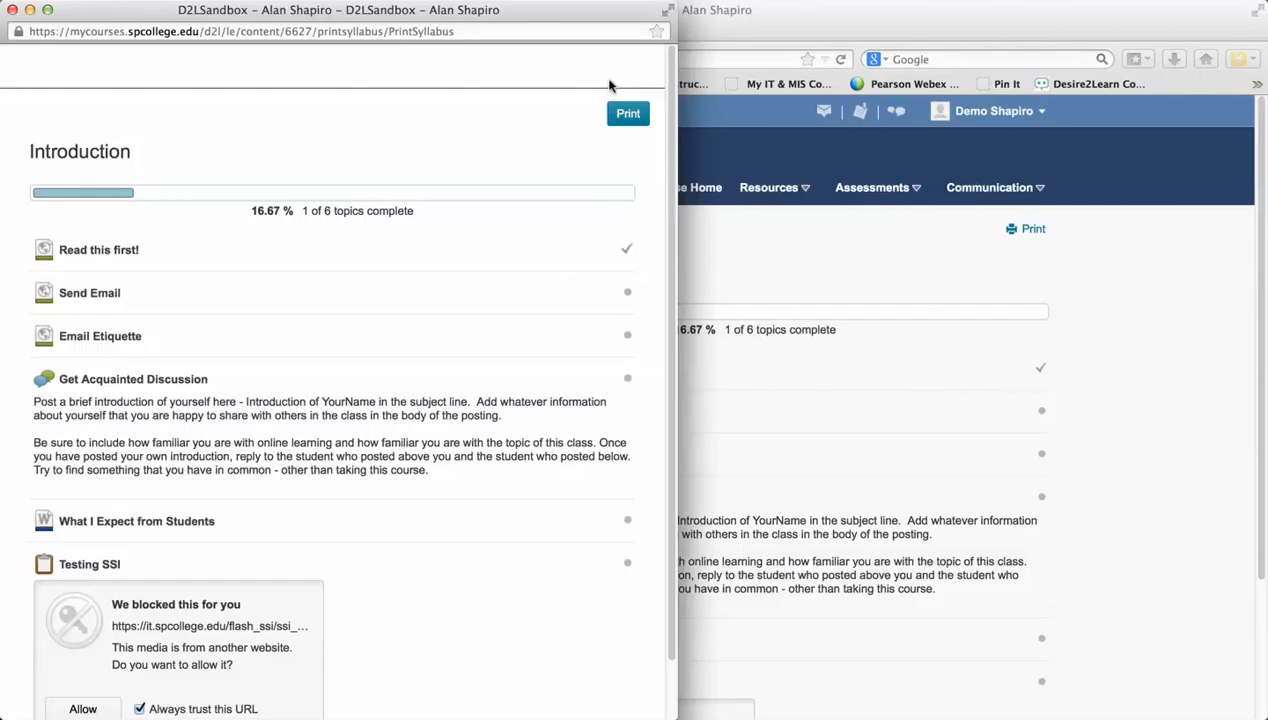 D2LSandbox – Alan Shapiro – D2LSandbox – Alan Shapiro
https://mycourses.spcollege.edu/d2l/le/content/6627/printsyllabus/PrintSyllabus
Print
Introduction
16.67 % 1 of 6 topics complete
Read this first!
Send Email
Email Etiquette
Get Acquainted Discussion
Post a brief introduction of yourself here - Introduction of YourName in the subject line. Add whatever information
about yourself that you are happy to share with others in the class in the body of the posting.
Be sure to include how familiar you are with online learning and how familiar you are with the topic of this class. Once
you have posted your own introduction, reply to the student who posted above you and the student who posted below.
Try to find something that you have in common - other than taking this course.
What I Expect from Students
Testing SSI
We blocked this for you
https://it.spcollege.edu/flash_ssi/ssi_...
This media is from another website.
Do you want to allow it?
Allow
Always trust this URL
Alan Shapiro
Google
truc... My IT & MIS Co... Pearson Webex ... Pin It Desire2Learn Co...
Demo Shapiro
se Home Resources Assessments Communication
Print
6.67 % 1 of 6 topics complete
Introduction of YourName in the subject line. Add whatever information
with others in the class in the body of the posting.
h online learning and how familiar you are with the topic of this class.
on, reply to the student who posted above you and the student who
ou have in common - other than taking this course.